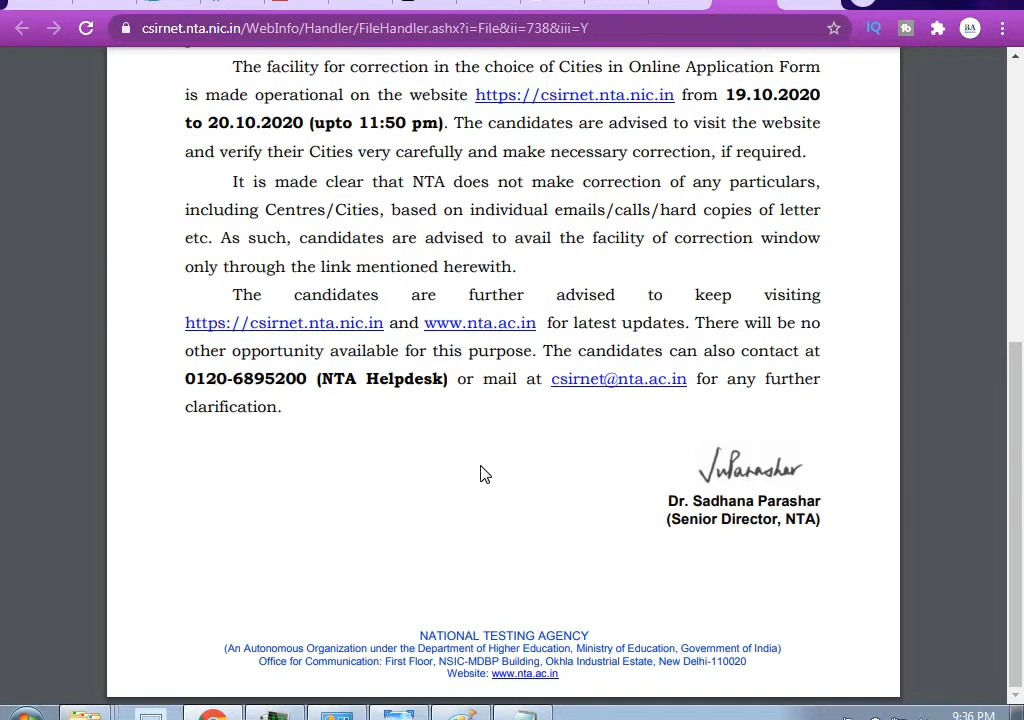 csirnet.nta.nic.in/WebInfo/Handler/FileHandler.ashx?i=File&ii=738&iii=Y
IQ
tb
BA
The facility for correction in the choice of Cities in Online Application Form
is made operational on the website https://csirnet.nta.nic.in from 19.10.2020
to 20.10.2020 (upto 11:50 pm). The candidates are advised to visit the website
and verify their Cities very carefully and make necessary correction, if required.
It is made clear that NTA does not make correction of any particulars,
including Centres/Cities, based on individual emails/calls/hard copies of letter
etc. As such, candidates are advised to avail the facility of correction window
only through the link mentioned herewith.
The candidates are further advised to keep visiting
https://csirnet.nta.nic.in and www.nta.ac.in for latest updates. There will be no
other opportunity available for this purpose. The candidates can also contact at
0120-6895200 (NTA Helpdesk) or mail at csirnet@nta.ac.in for any further
clarification.
Dr. Sadhana Parashar
(Senior Director, NTA)
NATIONAL TESTING AGENCY
(An Autonomous Organization under the Department of Higher Education, Ministry of Education, Government of India)
Office for Communication: First Floor, NSIC-MDBP Building, Okhla Industrial Estate, New Delhi-110020
Website: www.nta.ac.in
9:36 PM